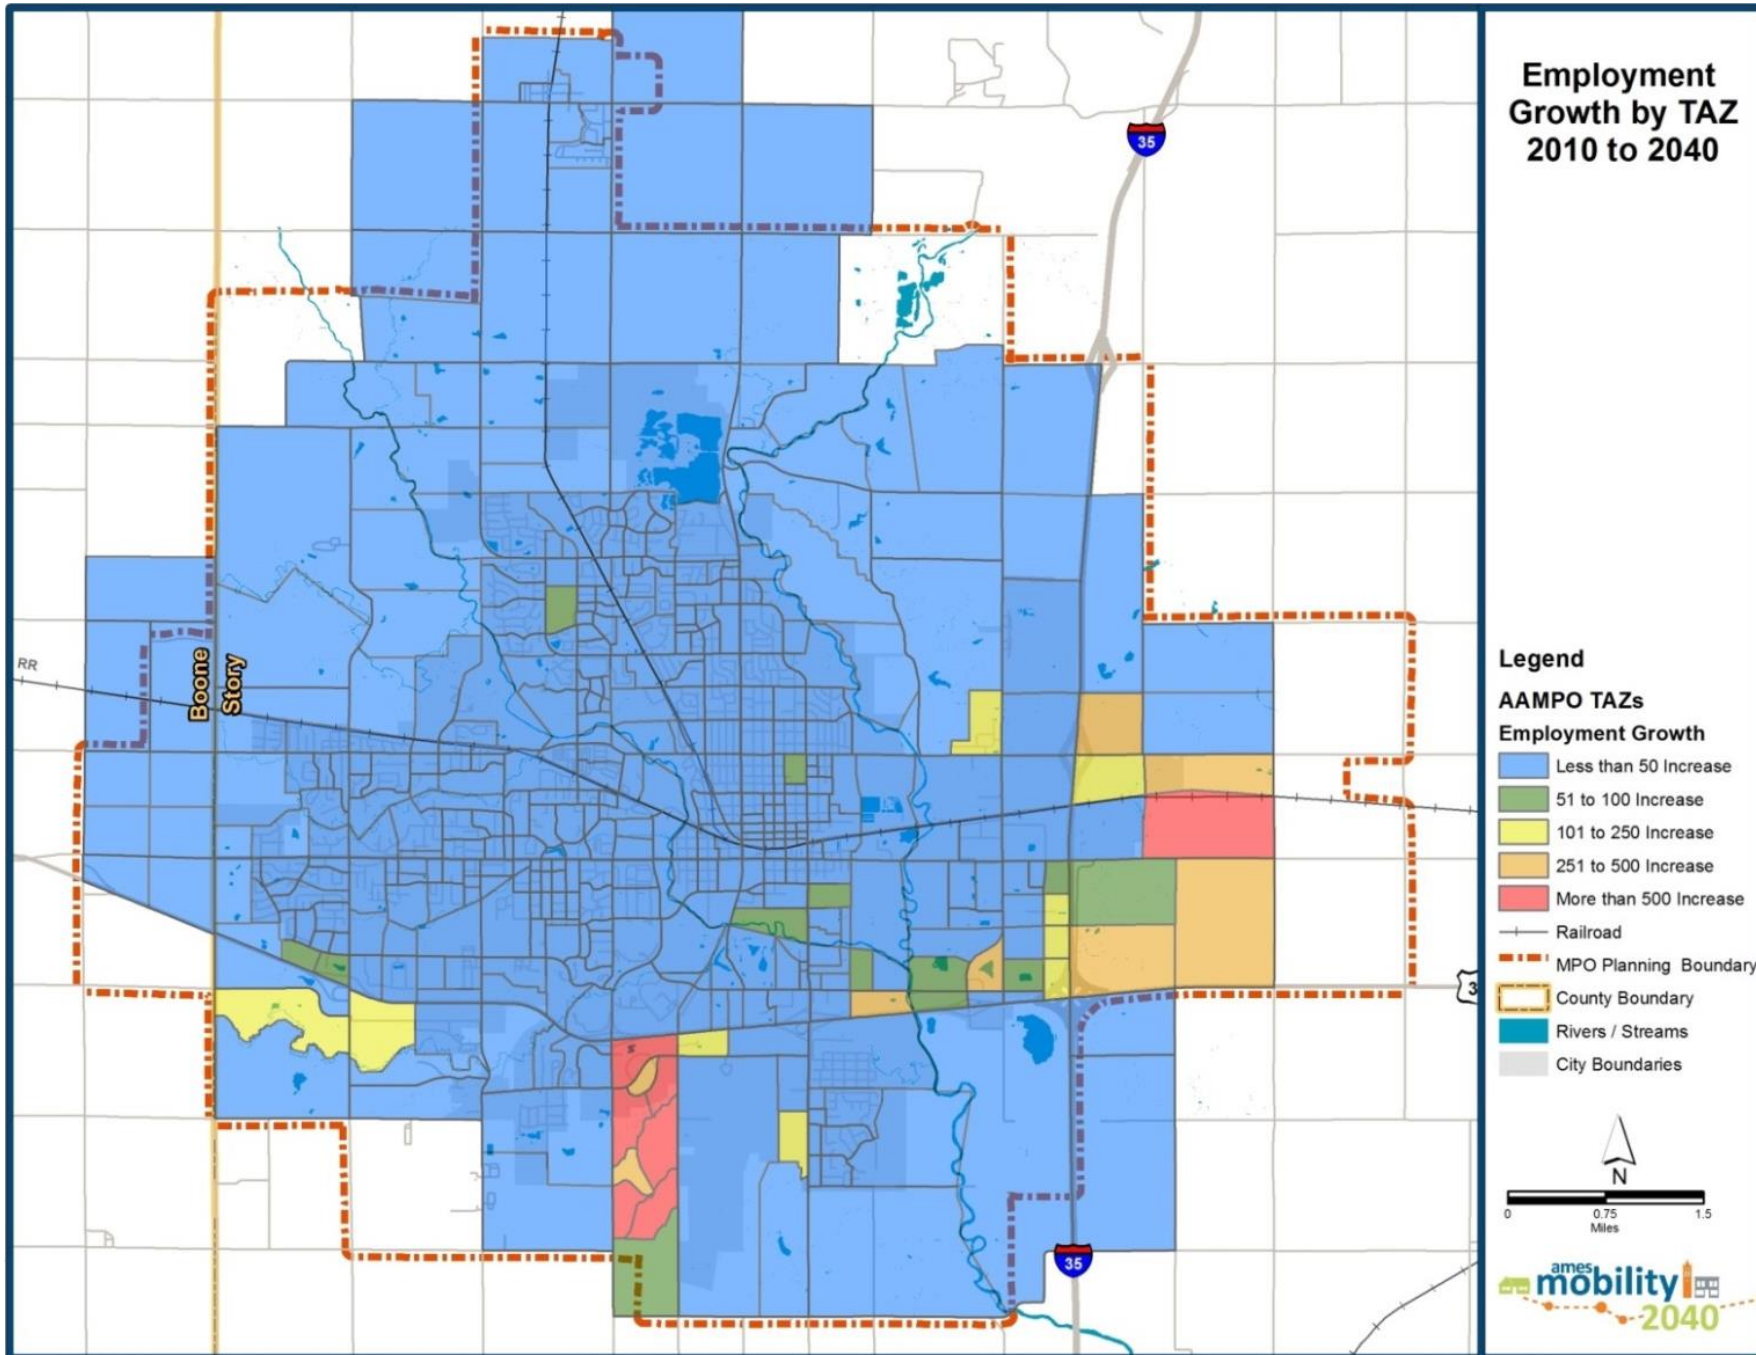 Employment
Growth by TAZ
2010 to 2040
35
RR
Boone
Story
Legend
AAMPO TAZs
Employment Growth
Less than 50 Increase
51 to 100 Increase
101 to 250 Increase
251 to 500 Increase
More than 500 Increase
Railroad
MPO Planning Boundary
County Boundary
Rivers / Streams
City Boundaries
3
N
0 0.75 1.5
Miles
35
ames
mobility
2040